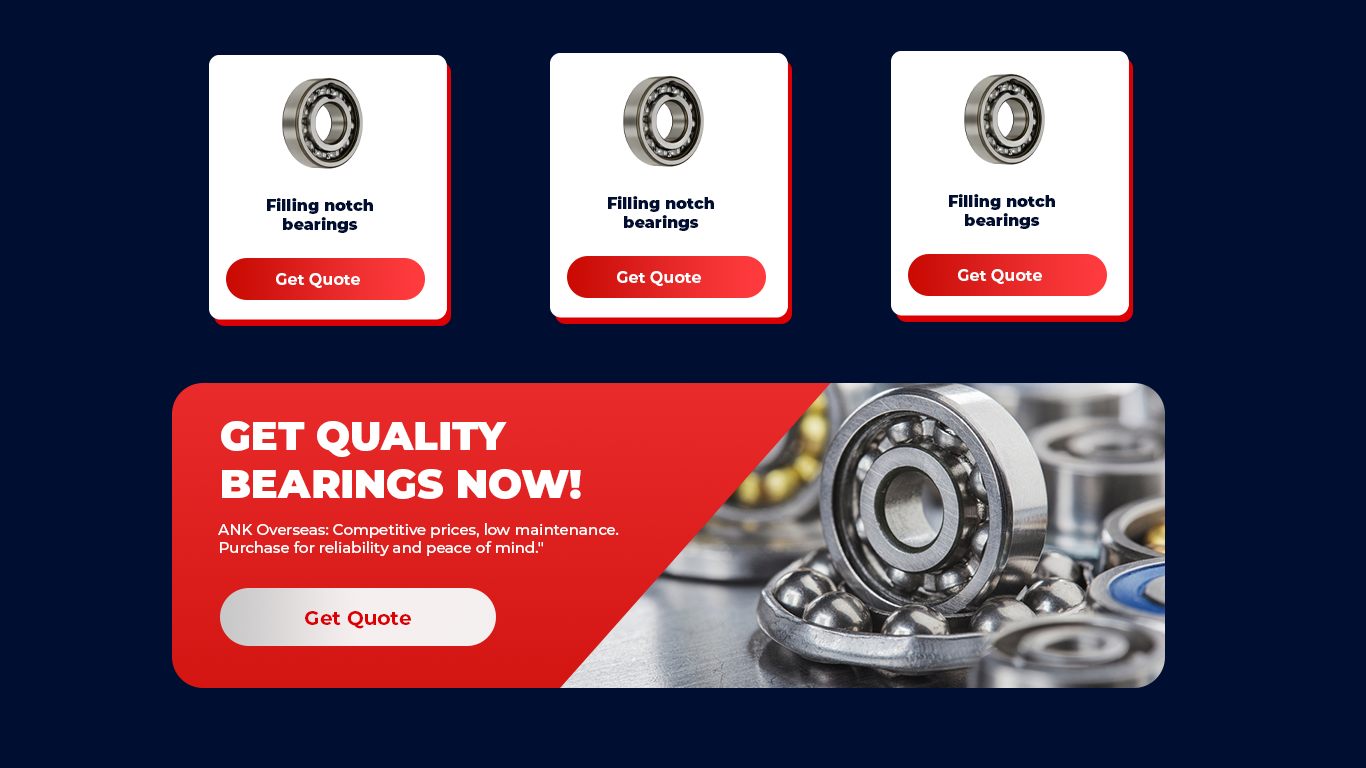 Filling notch
bearings
Get Quote
Filling notch
bearings
Get Quote
Filling notch
bearings
Get Quote
GET QUALITY
BEARINGS NOW!
ANK Overseas: Competitive prices, low maintenance.
Purchase for reliability and peace of mind."
Get Quote